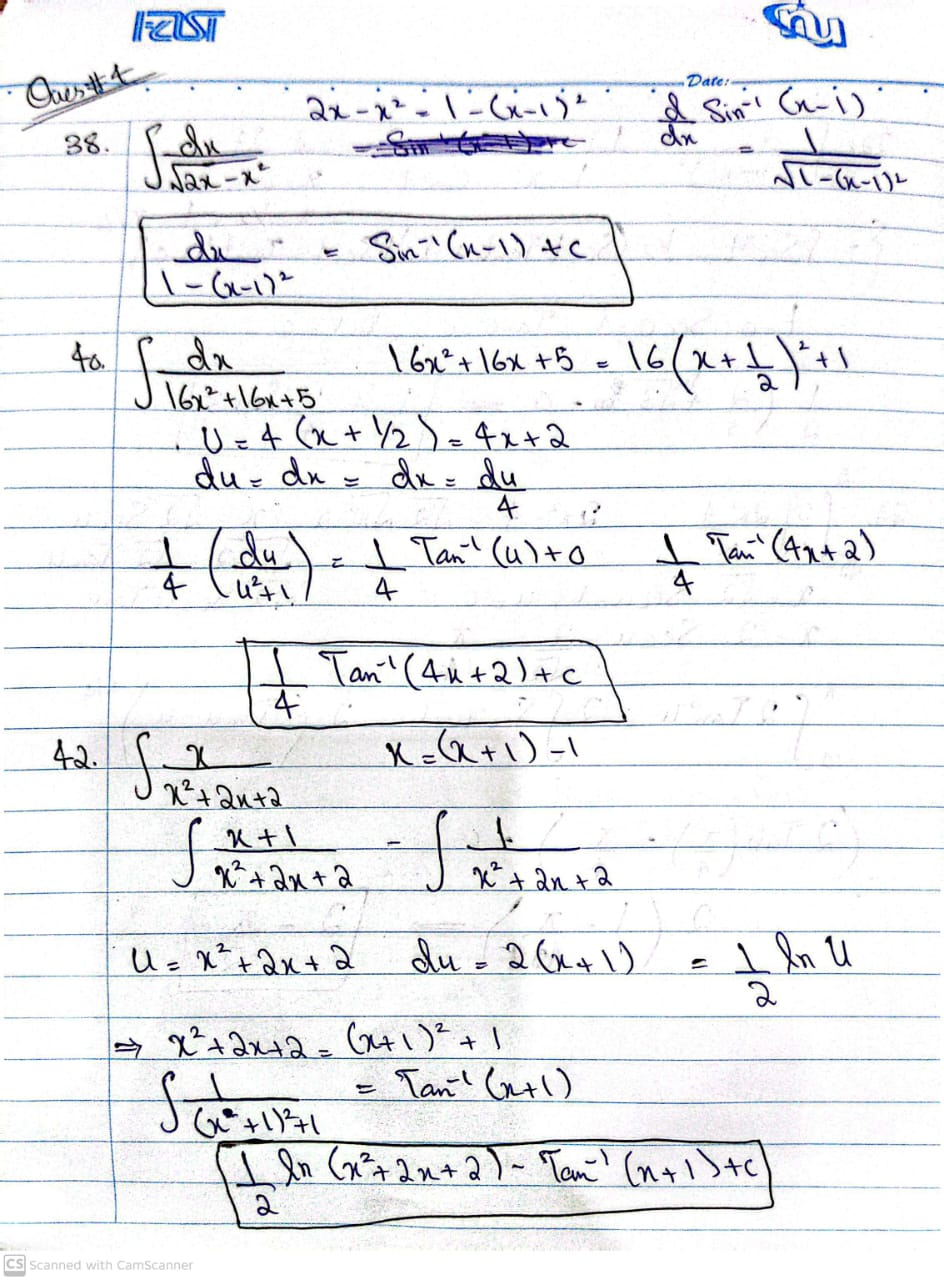 FAST
nu
Ques # 4
Date:
38. ∫ dx / √2x - x²
2x - x² = 1 - (x-1)²
d/dx Sin⁻¹ (x-1) = 1 / √1-(x-1)²
dx / 1-(x-1)² = Sin⁻¹(x-1) + c
40. ∫ dx / 16x²+16x+5
16x²+16x+5 = 16(x+1/2)²+1
U = 4(x+1/2) = 4x+2
du = dx = dx = du/4
1/4 (du / u²+1) = 1/4 Tan⁻¹(u)+0
1/4 Tan⁻¹(4x+2)
1/4 Tan⁻¹(4x+2)+c
42. ∫ x / x²+2x+2
x = (x+1) - 1
∫ x+1 / x²+2x+2 - ∫ 1 / x²+2x+2
U = x²+2x+2 du = 2(x+1) = 1/2 ln U
⇒ x²+2x+2 = (x+1)² + 1
∫ 1 / (x²+1)²+1 = Tan⁻¹(x+1)
1/2 ln (x²+2x+2) - Tan⁻¹(x+1)+c
CS Scanned with CamScanner